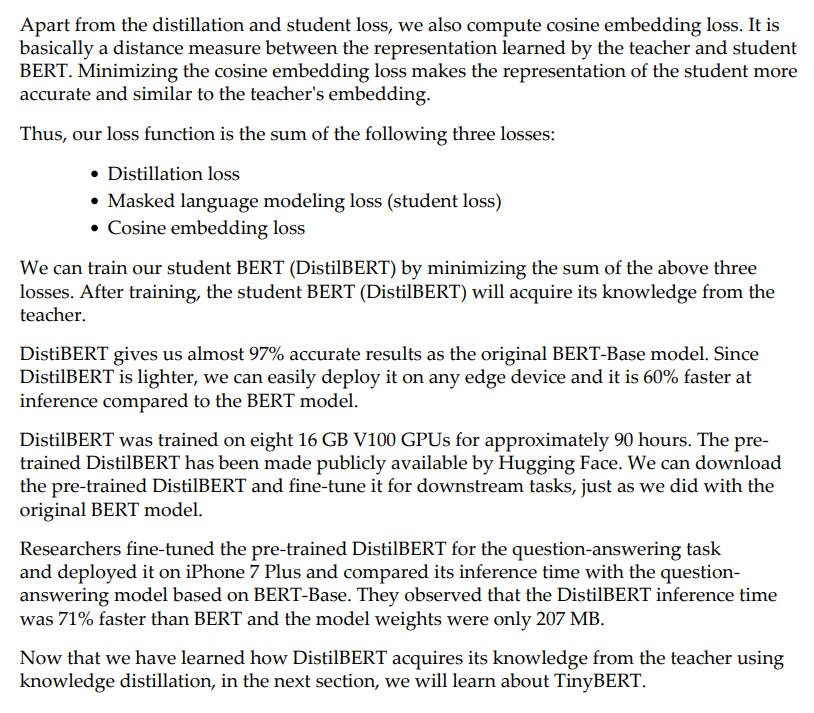 Apart from the distillation and student loss, we also compute cosine embedding loss. It is
basically a distance measure between the representation learned by the teacher and student
BERT. Minimizing the cosine embedding loss makes the representation of the student more
accurate and similar to the teacher's embedding.
Thus, our loss function is the sum of the following three losses:
• Distillation loss
• Masked language modeling loss (student loss)
• Cosine embedding loss
We can train our student BERT (DistilBERT) by minimizing the sum of the above three
losses. After training, the student BERT (DistilBERT) will acquire its knowledge from the
teacher.
DistiBERT gives us almost 97% accurate results as the original BERT-Base model. Since
DistilBERT is lighter, we can easily deploy it on any edge device and it is 60% faster at
inference compared to the BERT model.
DistilBERT was trained on eight 16 GB V100 GPUs for approximately 90 hours. The pre-
trained DistilBERT has been made publicly available by Hugging Face. We can download
the pre-trained DistilBERT and fine-tune it for downstream tasks, just as we did with the
original BERT model.
Researchers fine-tuned the pre-trained DistilBERT for the question-answering task
and deployed it on iPhone 7 Plus and compared its inference time with the question-
answering model based on BERT-Base. They observed that the DistilBERT inference time
was 71% faster than BERT and the model weights were only 207 MB.
Now that we have learned how DistilBERT acquires its knowledge from the teacher using
knowledge distillation, in the next section, we will learn about TinyBERT.